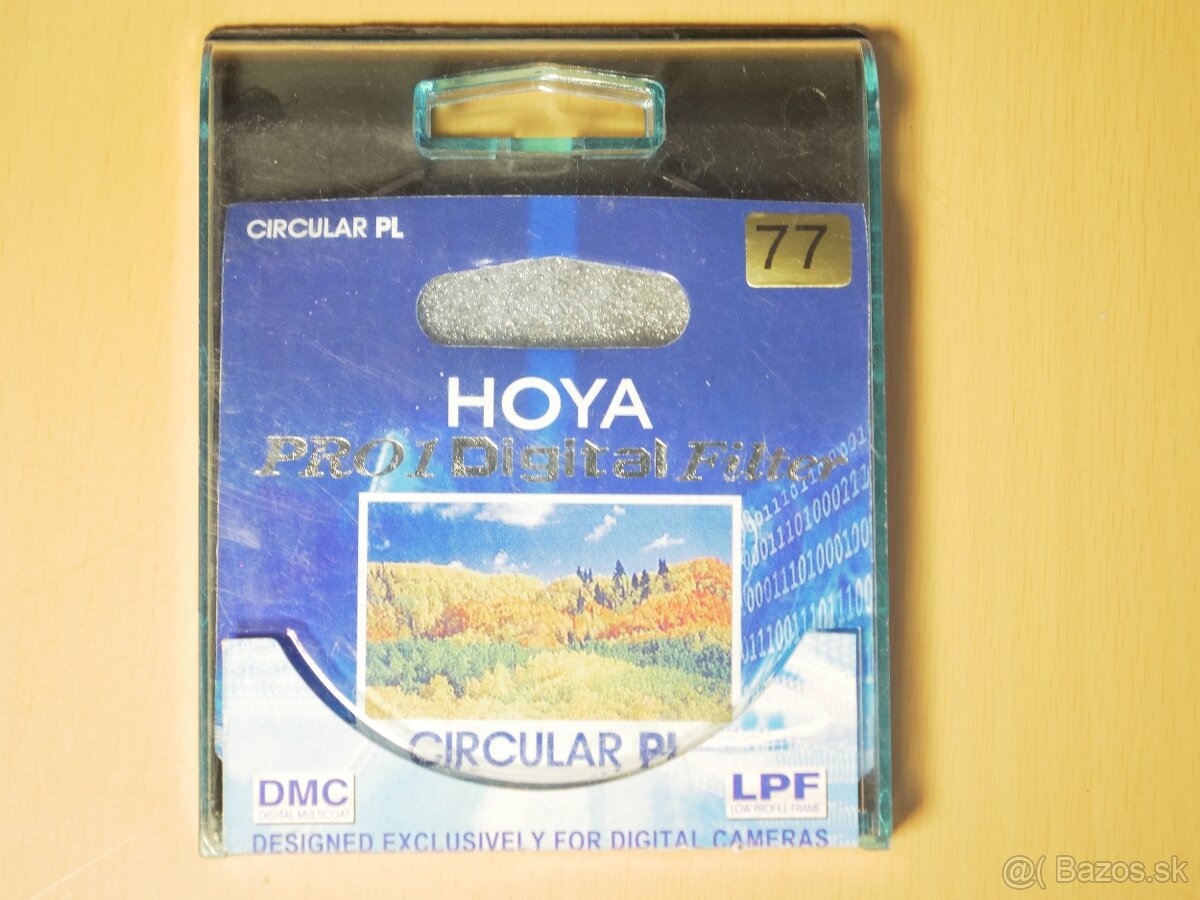 CIRCULAR PL
77
HOYA
PRO1 Digital Filter
CIRCULAR PL
DMC
DIGITAL MULTICOAT
LPF
LOW PROFILE FRAME
DESIGNED EXCLUSIVELY FOR DIGITAL CAMERAS
@( Bazos.sk